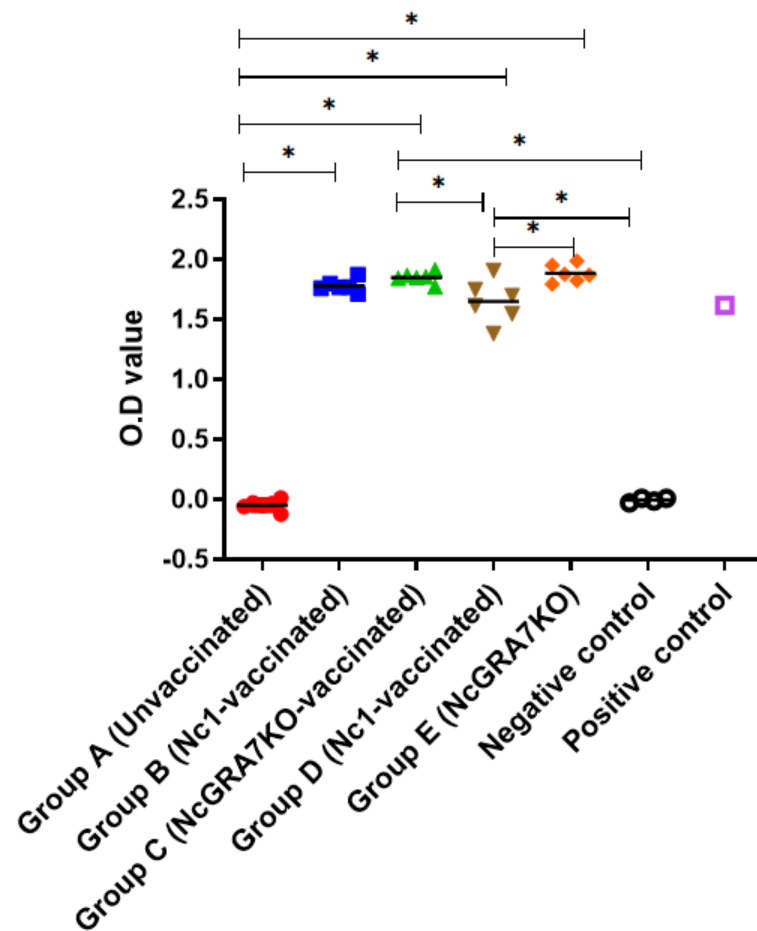 *
*
*
*
*
*
*
*
2.5
2.0
1.5
1.0
0.5
0.0
-0.5
O.D value
Group A (Unvaccinated)
Group B (Nc1-vaccinated)
Group C (NcGRA7KO-vaccinated)
Group D (Nc1-vaccinated)
Group E (NcGRA7KO)
Negative control
Positive control